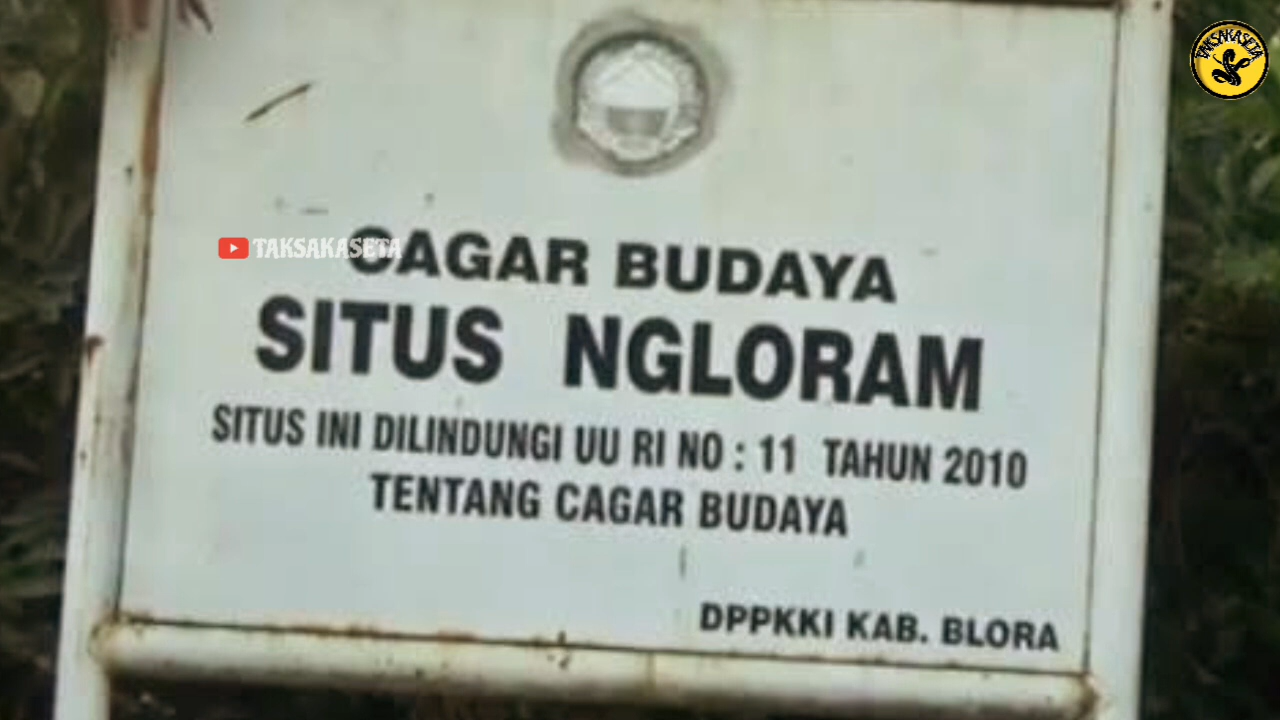 TAKSAKASETA
TAKSAKASETA
CAGAR BUDAYA
SITUS NGLORAM
SITUS INI DILINDUNGI UU RI NO : 11 TAHUN 2010
TENTANG CAGAR BUDAYA
DPPKKI KAB. BLORA